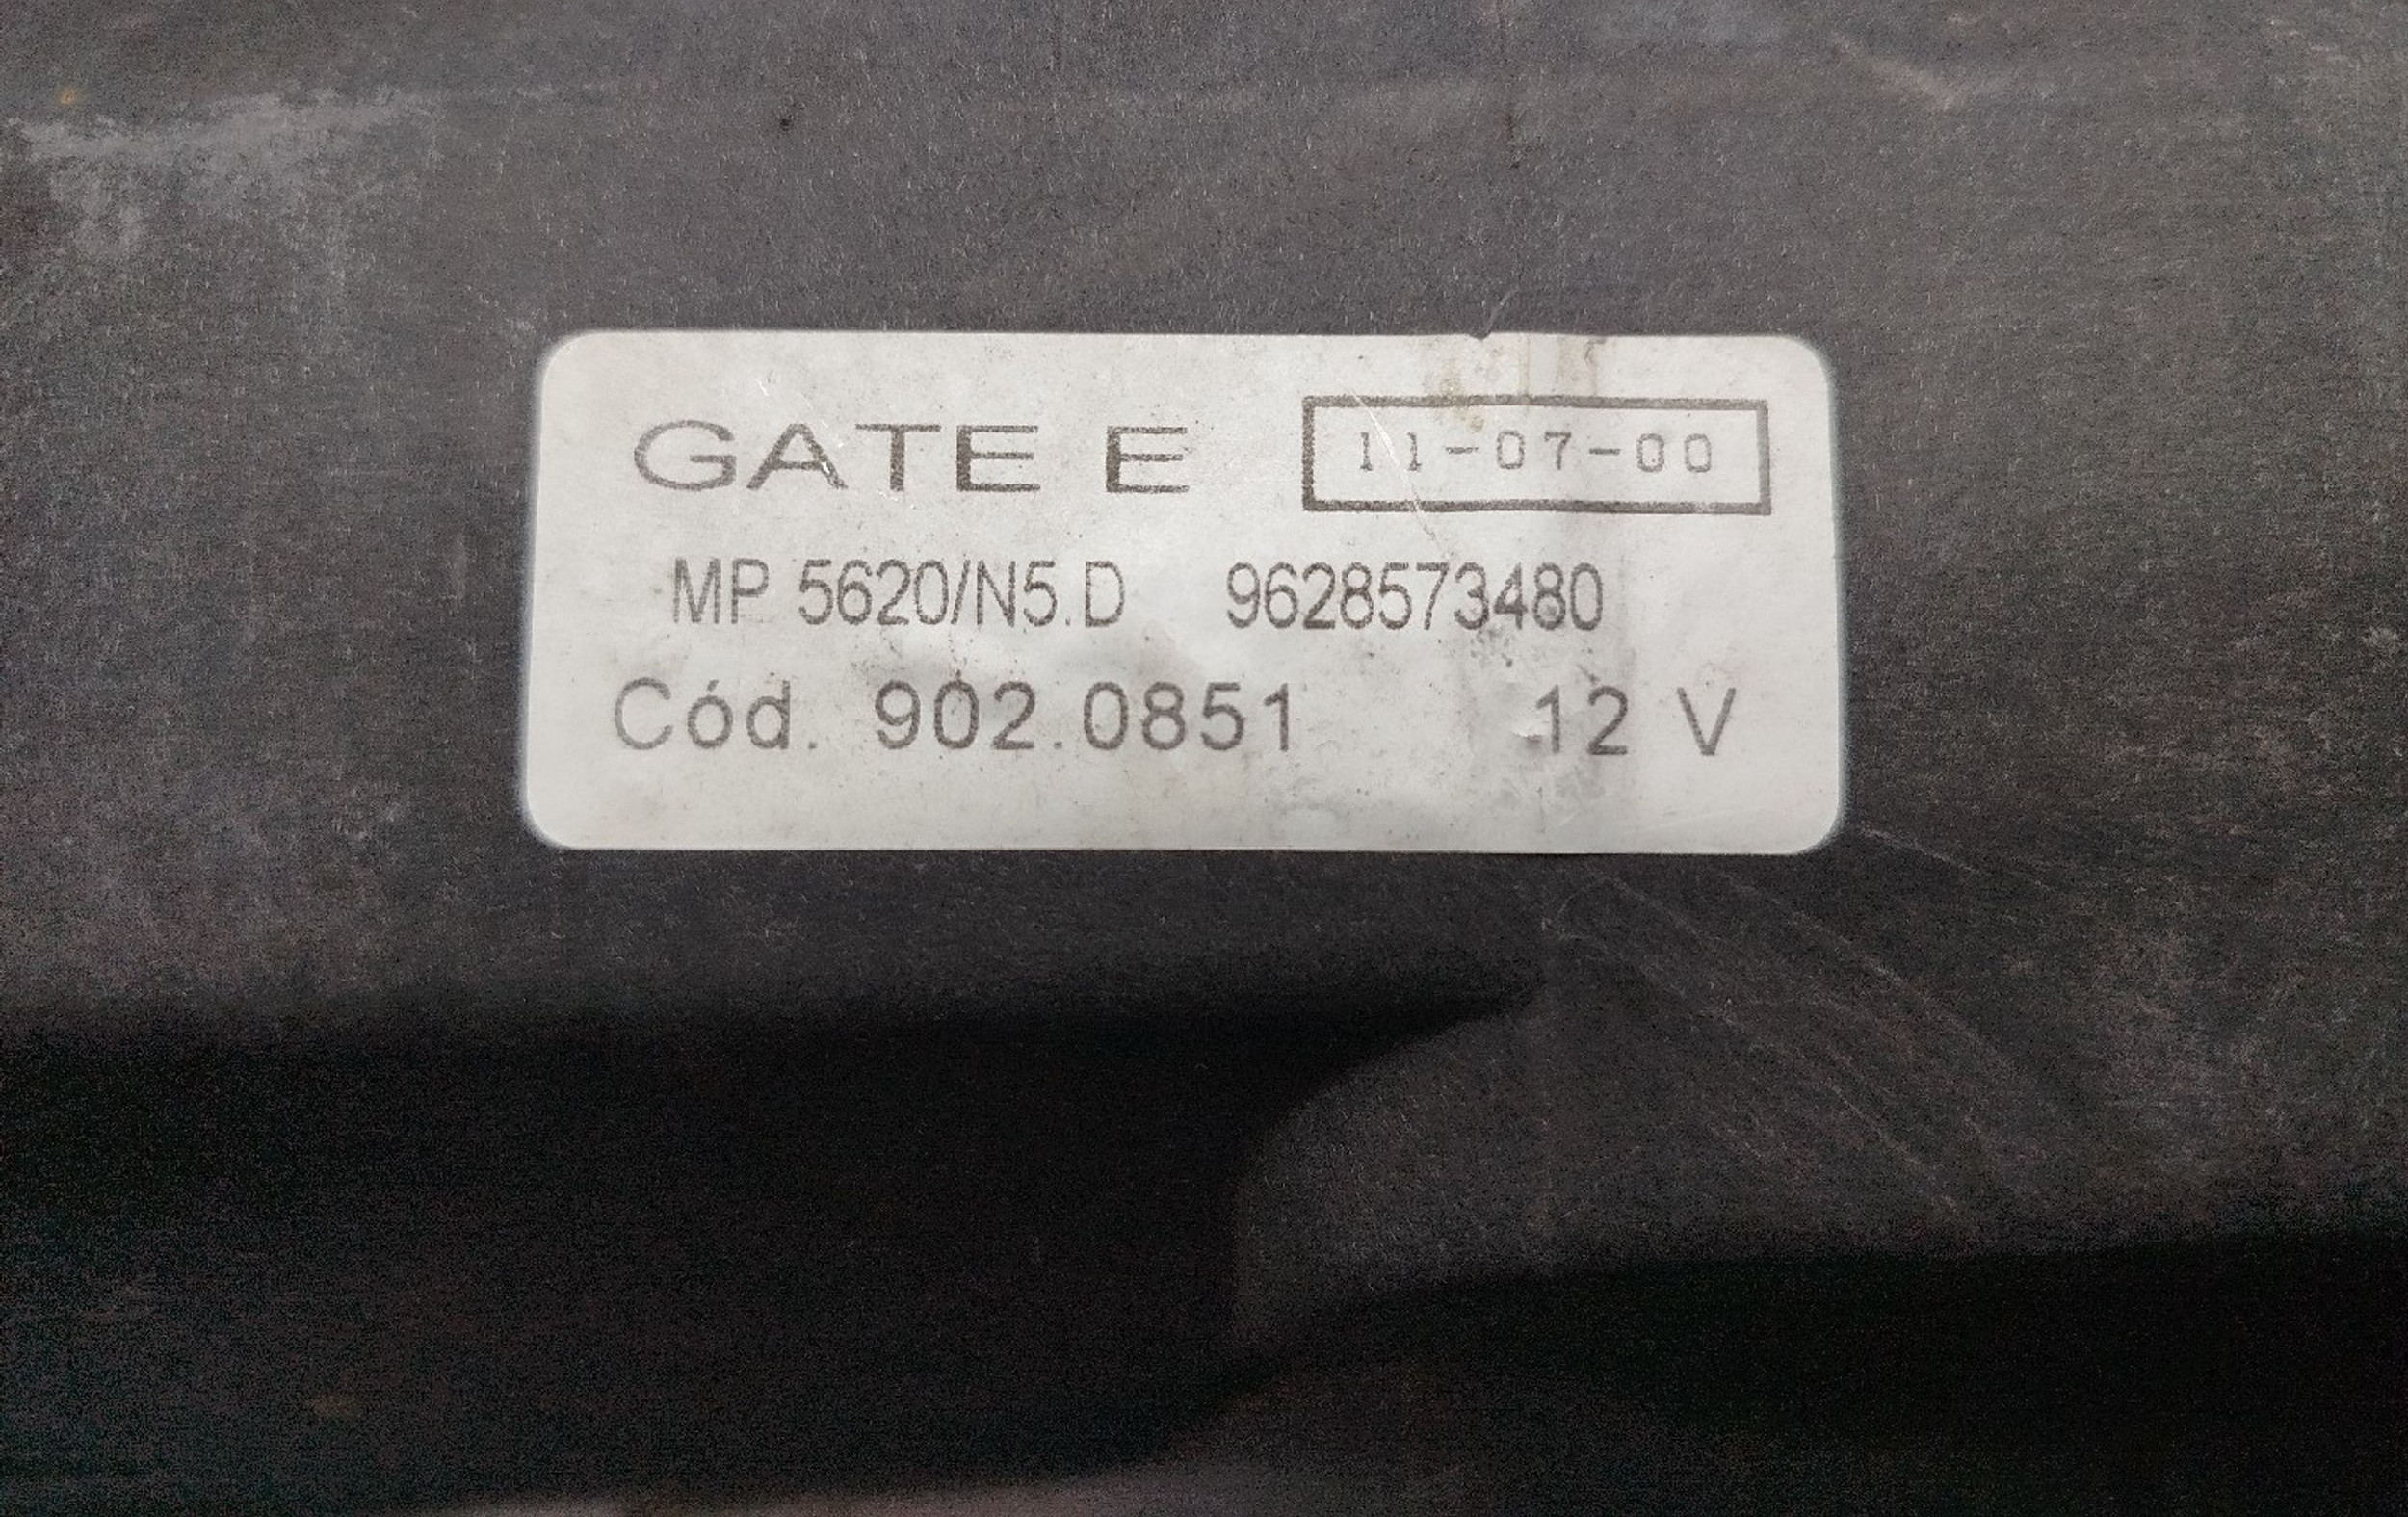 GATE E 11-07-00
MP 5620/N5.D 9628573480
Cód. 902.0851 12 V